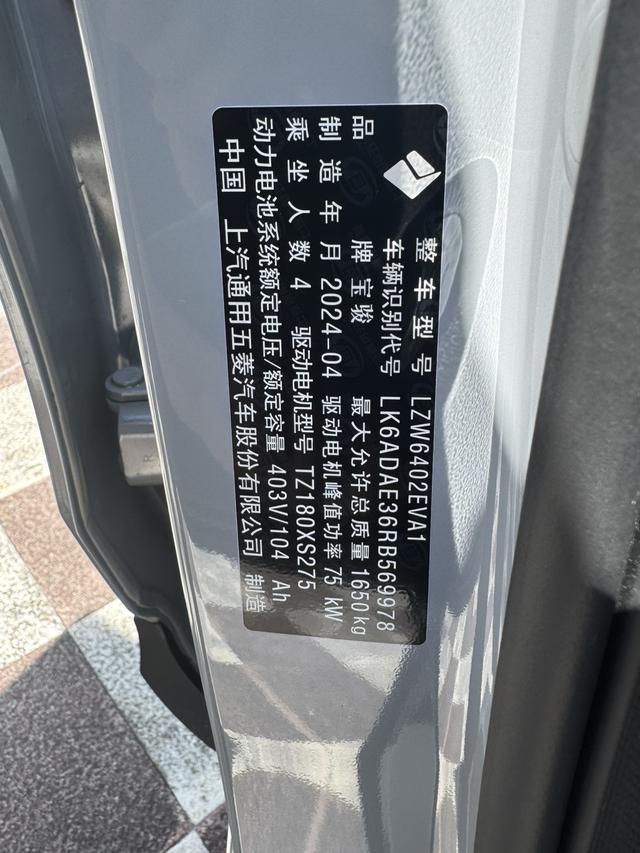 整车型号 LZW6402EVA1
车辆识别代号 LK6ADAE36RB569978
品牌 宝骏 最大允许总质量 1650kg
制造年月 2024-04 驱动电机峰值功率 75 kW
乘坐人数 4 驱动电机型号 TZ180XS275
动力电池系统额定电压/额定容量 403V/104 Ah
中国 上汽通用五菱汽车股份有限公司 制造